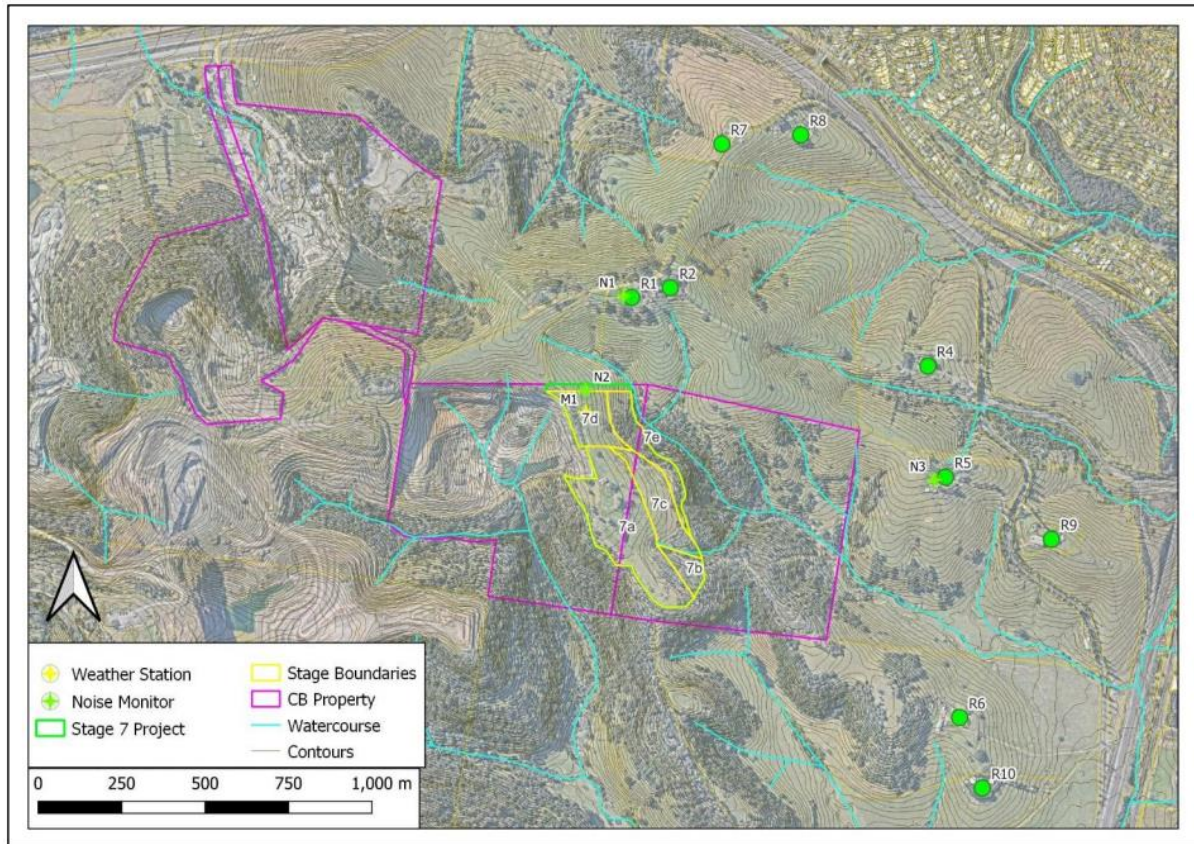 R8
R7
R2
N1 R1
R4
N2
M1
7d
7e
R5
N3
7c
R9
7a
7b
Weather Station
Noise Monitor
Stage 7 Project
Stage Boundaries
CB Property
Watercourse
Contours
R6
0 250 500 750 1,000 m
R10